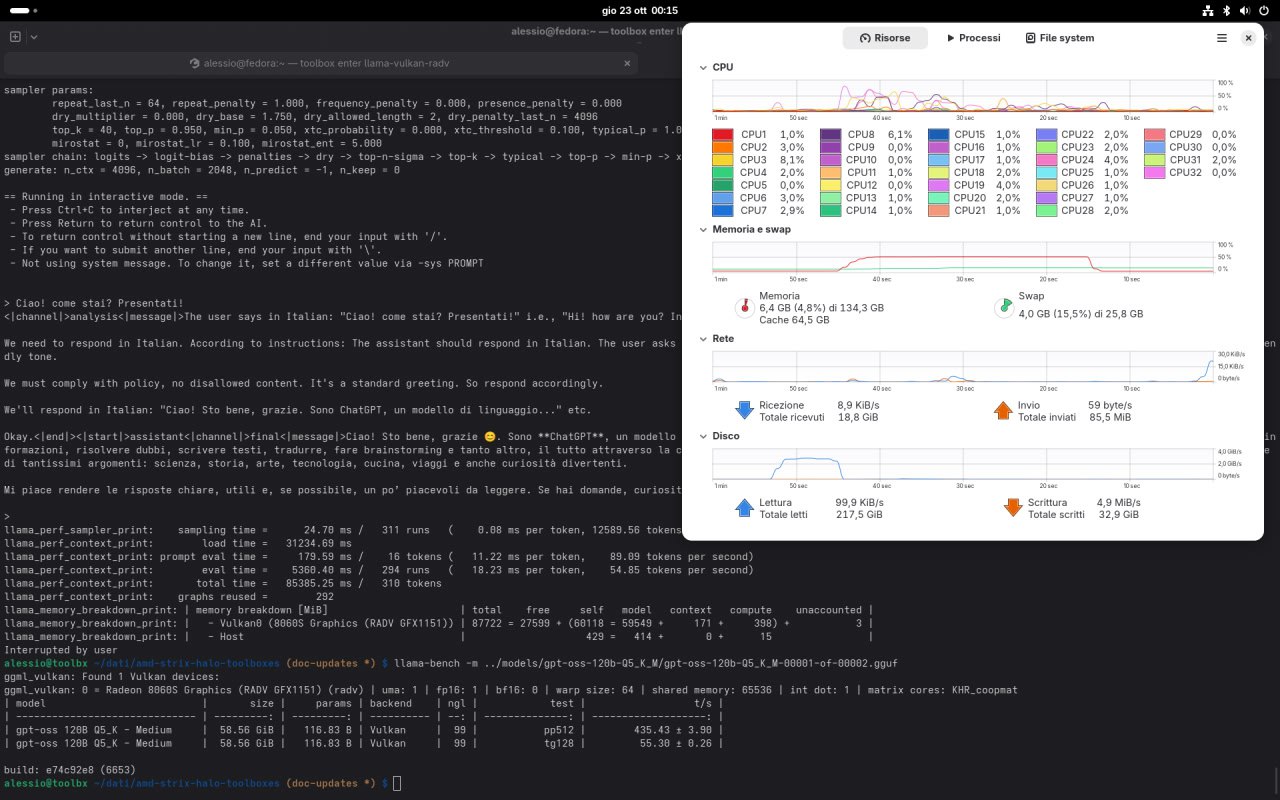 gio 23 ott 00:15
alessio@fedora:~ — toolbox enter ll
alessio@fedora:~ — toolbox enter llama-vulkan-radv
sampler params:
repeat_last_n = 64, repeat_penalty = 1.000, frequency_penalty = 0.000, presence_penalty = 0.000
dry_multiplier = 0.000, dry_base = 1.750, dry_allowed_length = 2, dry_penalty_last_n = 4096
top_k = 40, top_p = 0.950, min_p = 0.050, xtc_probability = 0.000, xtc_threshold = 0.100, typical_p = 1.0
mirostat = 0, mirostat_lr = 0.100, mirostat_ent = 5.000
sampler chain: logits -> logit-bias -> penalties -> dry -> top-n-sigma -> top-k -> typical -> top-p -> min-p -> x
generate: n_ctx = 4096, n_batch = 2048, n_predict = -1, n_keep = 0
== Running in interactive mode. ==
- Press Ctrl+C to interject at any time.
- Press Return to return control to the AI.
- To return control without starting a new line, end your input with '/'.
- If you want to submit another line, end your input with '\'.
- Not using system message. To change it, set a different value via -sys PROMPT
> Ciao! come stai? Presentati!
<|channel|>analysis<|message|>The user says in Italian: "Ciao! come stai? Presentati!" i.e., "Hi! how are you? In
We need to respond in Italian. According to instructions: The assistant should respond in Italian. The user asks
en
dly tone.
We must comply with policy, no disallowed content. It's a standard greeting. So respond accordingly.
We'll respond in Italian: "Ciao! Sto bene, grazie. Sono ChatGPT, un modello di linguaggio..." etc.
Okay.<|end|><|start|>assistant<|channel|>final<|message|>Ciao! Sto bene, grazie 😊. Sono **ChatGPT**, un modello
in
formazioni, risolvere dubbi, scrivere testi, tradurre, fare brainstorming e tanto altro, il tutto attraverso la c
di tantissimi argomenti: scienza, storia, arte, tecnologia, cucina, viaggi e anche curiosità divertenti.
Mi piace rendere le risposte chiare, utili e, se possibile, un po' piacevoli da leggere. Se hai domande, curiosit
>
llama_perf_sampler_print: sampling time = 24.70 ms / 311 runs ( 0.08 ms per token, 12589.56 tokens
llama_perf_context_print: load time = 31234.69 ms
llama_perf_context_print: prompt eval time = 179.59 ms / 16 tokens ( 11.22 ms per token, 89.09 tokens per second)
llama_perf_context_print: eval time = 5360.40 ms / 294 runs ( 18.23 ms per token, 54.85 tokens per second)
llama_perf_context_print: total time = 85385.25 ms / 310 tokens
llama_perf_context_print: graphs reused = 292
llama_memory_breakdown_print: | memory breakdown [MiB] | total free self model context compute unaccounted |
llama_memory_breakdown_print: | - Vulkan0 (8060S Graphics (RADV GFX1151)) | 87722 = 27599 + (60118 = 59549 + 171 + 398) + 3 |
llama_memory_breakdown_print: | - Host | 429 = 414 + 0 + 15 |
Interrupted by user
alessio@toolbx ~/dati/amd-strix-halo-toolboxes (doc-updates *) $ llama-bench -m ../models/gpt-oss-120b-Q5_K_M/gpt-oss-120b-Q5_K_M-00001-of-00002.gguf
ggml_vulkan: Found 1 Vulkan devices:
ggml_vulkan: 0 = Radeon 8060S Graphics (RADV GFX1151) (radv) | uma: 1 | fp16: 1 | bf16: 0 | warp size: 64 | shared memory: 65536 | int dot: 1 | matrix cores: KHR_coopmat
| model | size | params | backend | ngl | test | t/s |
| ------------------------------ | ---------: | ---------: | ---------- | --: | --------------: | -------------------: |
| gpt-oss 120B Q5_K - Medium | 58.56 GiB | 116.83 B | Vulkan | 99 | pp512 | 435.43 ± 3.90 |
| gpt-oss 120B Q5_K - Medium | 58.56 GiB | 116.83 B | Vulkan | 99 | tg128 | 55.30 ± 0.26 |
build: e74c92e8 (6653)
alessio@toolbx ~/dati/amd-strix-halo-toolboxes (doc-updates *) $
Risorse Processi File system
CPU
100 %
50 %
0 %
1 min 50 sec 40 sec 30 sec 20 sec 10 sec
CPU1 1,0% CPU8 6,1% CPU15 1,0% CPU22 2,0% CPU29 0,0%
CPU2 3,0% CPU9 0,0% CPU16 1,0% CPU23 2,0% CPU30 0,0%
CPU3 8,1% CPU10 0,0% CPU17 1,0% CPU24 4,0% CPU31 2,0%
CPU4 2,0% CPU11 1,0% CPU18 2,0% CPU25 1,0% CPU32 0,0%
CPU5 0,0% CPU12 0,0% CPU19 4,0% CPU26 1,0%
CPU6 3,0% CPU13 1,0% CPU20 2,0% CPU27 1,0%
CPU7 2,9% CPU14 1,0% CPU21 1,0% CPU28 2,0%
Memoria e swap
100 %
50 %
0 %
1 min 50 sec 40 sec 30 sec 20 sec 10 sec
Memoria
6,4 GB (4,8%) di 134,3 GB
Cache 64,5 GB
Swap
4,0 GB (15,5%) di 25,8 GB
Rete
30,0 KiB/s
15,0 KiB/s
0 byte/s
1 min 50 sec 40 sec 30 sec 20 sec 10 sec
Ricezione 8,9 KiB/s
Totale ricevuti 18,8 GiB
Invio 59 byte/s
Totale inviati 85,5 MiB
Disco
4,0 GiB/s
2,0 GiB/s
0 byte/s
1 min 50 sec 40 sec 30 sec 20 sec 10 sec
Lettura 99,9 KiB/s
Totale letti 217,5 GiB
Scrittura 4,9 MiB/s
Totale scritti 32,9 GiB